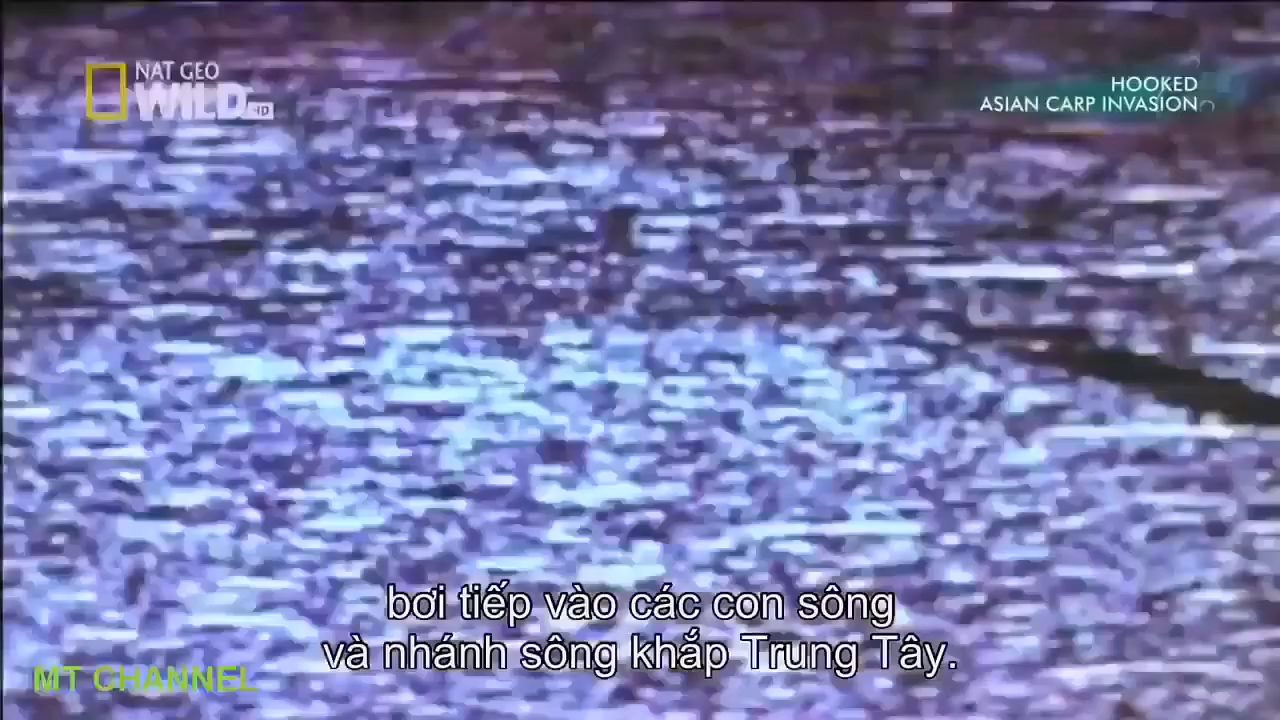 NAT GEO
WILD HD
HOOKED
ASIAN CARP INVASION
bơi tiếp vào các con sông
và nhánh sông khắp Trung Tây.
MT CHANNEL